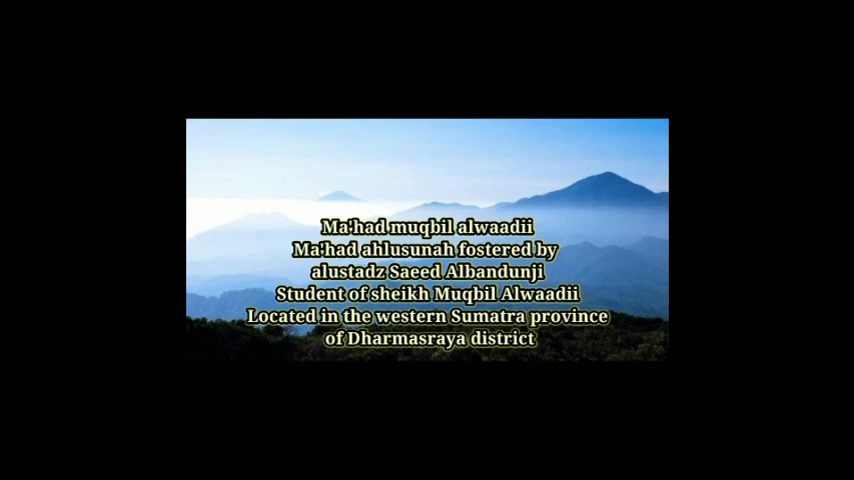 Ma'had muqbil alwaadii
Ma'had ahlusunah fostered by
alustadz Saeed Albandunji
Student of sheikh Muqbil Alwaadii
Located in the western Sumatra province
of Dharmasraya district